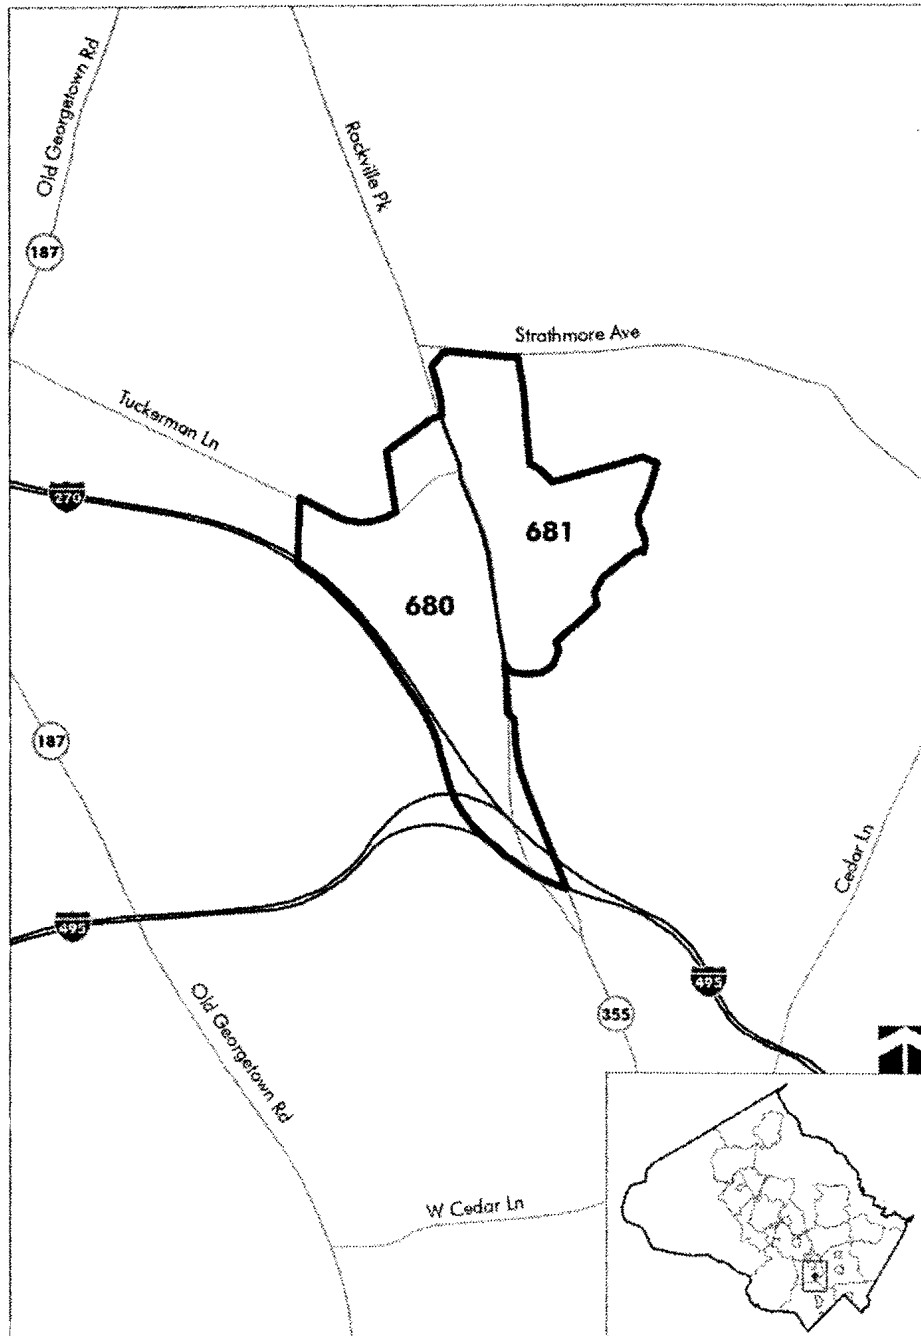 Old Georgetown Rd
Rockville Pk
187
Strathmore Ave
Tuckerman Ln
270
681
680
187
Cedar Ln
495
495
355
Old Georgetown Rd
W Cedar Ln